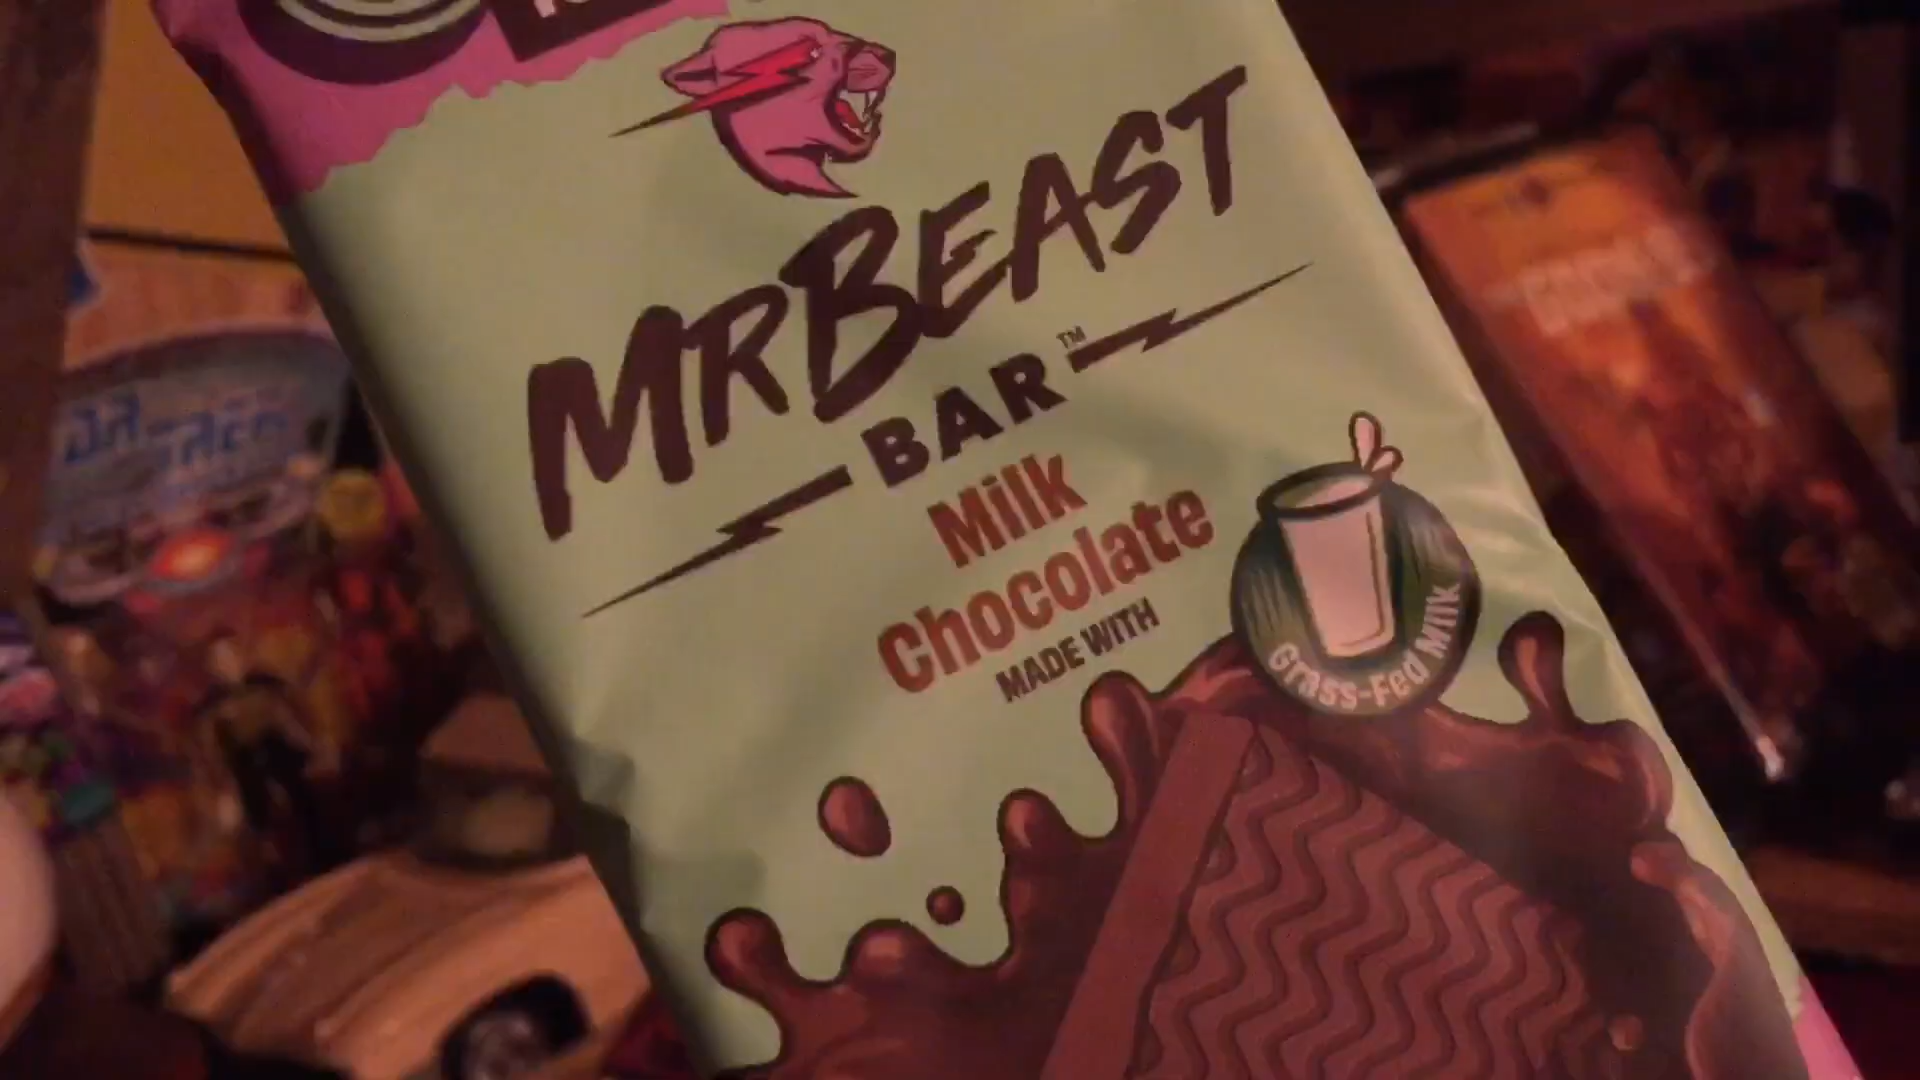 MRBEAST
BAR™
Milk
Chocolate
MADE WITH
Grass-Fed Milk